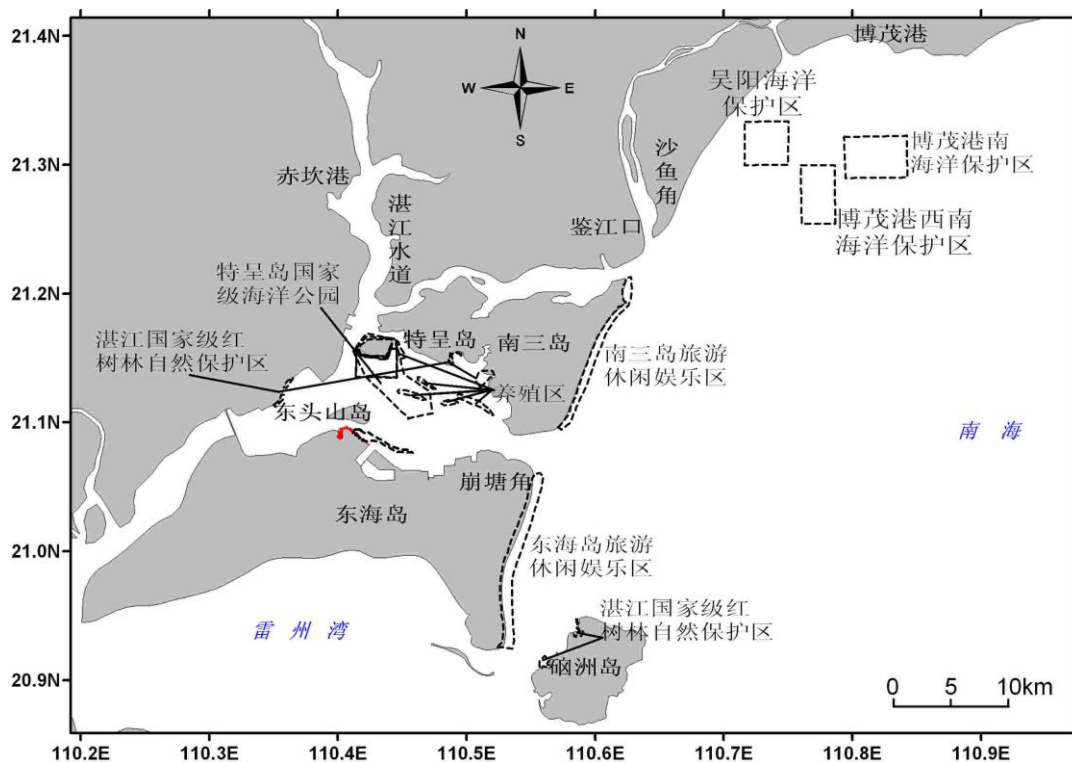 21.4N
21.3N
21.2N
21.1N
21.0N
20.9N
N
W
E
S
博茂港
吴阳海洋
保护区
博茂港南
海洋保护区
博茂港西南
海洋保护区
沙鱼角
鉴江口
赤坎港
湛江水道
特呈岛国家
级海洋公园
湛江国家级红
树林自然保护区
特呈岛
南三岛
南三岛旅游
休闲娱乐区
养殖区
东头山岛
南海
崩塘角
东海岛
东海岛旅游
休闲娱乐区
湛江国家级红
树林自然保护区
雷州湾
硇洲岛
0 5 10km
110.2E 110.3E 110.4E 110.5E 110.6E 110.7E 110.8E 110.9E